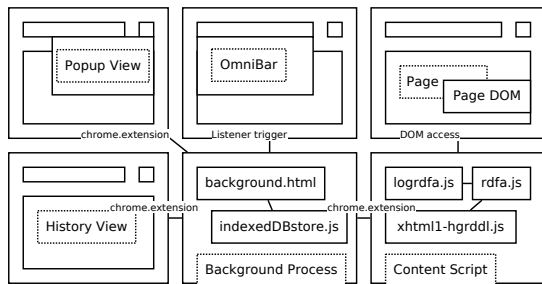 Popup View
OmniBar
Page
Page DOM
chrome.extension
Listener trigger
DOM access
background.html
logrdfa.js
rdfa.js
chrome.extension
chrome.extension
History View
indexedDBstore.js
xhtml1-hgrddl.js
Background Process
Content Script